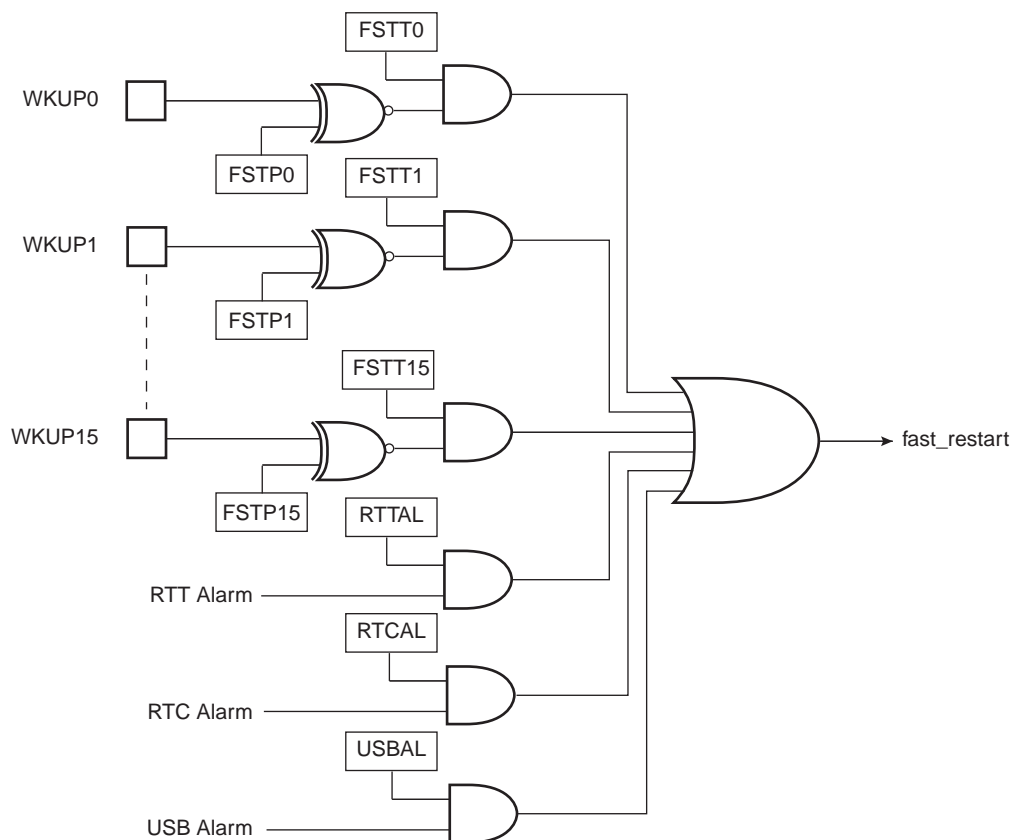 FSTT0
WKUP0
FSTP0
FSTT1
WKUP1
FSTP1
FSTT15
WKUP15
fast_restart
FSTP15
RTTAL
RTT Alarm
RTCAL
RTC Alarm
USBAL
USB Alarm